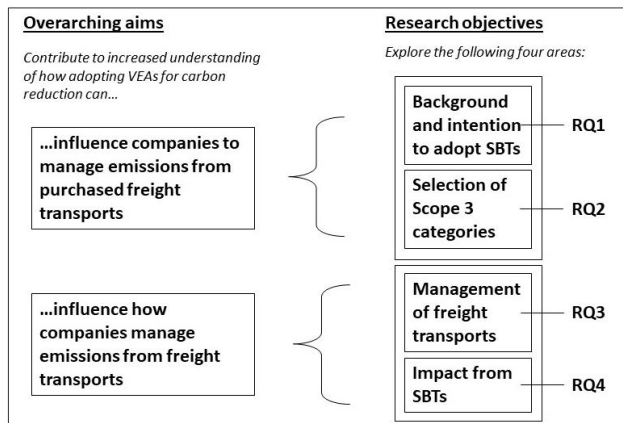 Overarching aims
Contribute to increased understanding
of how adopting VEAs for carbon
reduction can…
…influence companies to
manage emissions from
purchased freight
transports
…influence how
companies manage
emissions from freight
transports
Research objectives
Explore the following four areas:
Background
and intention
to adopt SBTs
RQ1
Selection of
Scope 3
categories
RQ2
Management
of freight
transports
RQ3
Impact from
SBTs
RQ4